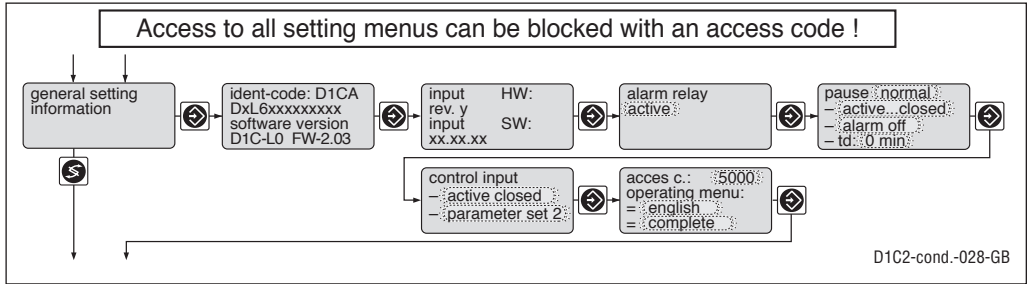 Access to all setting menus can be blocked with an access code !
general setting
information
ident-code: D1CA
DxL6xxxxxxxxx
software version
D1C-L0 FW-2.03
input HW:
rev. y
input SW:
xx.xx.xx
alarm relay
active
pause normal
– active...closed
– alarm off
– td: 0 min
control input
– active closed
– parameter set 2
acces c.: 5000
operating menu:
= english
= complete
D1C2-cond.-028-GB